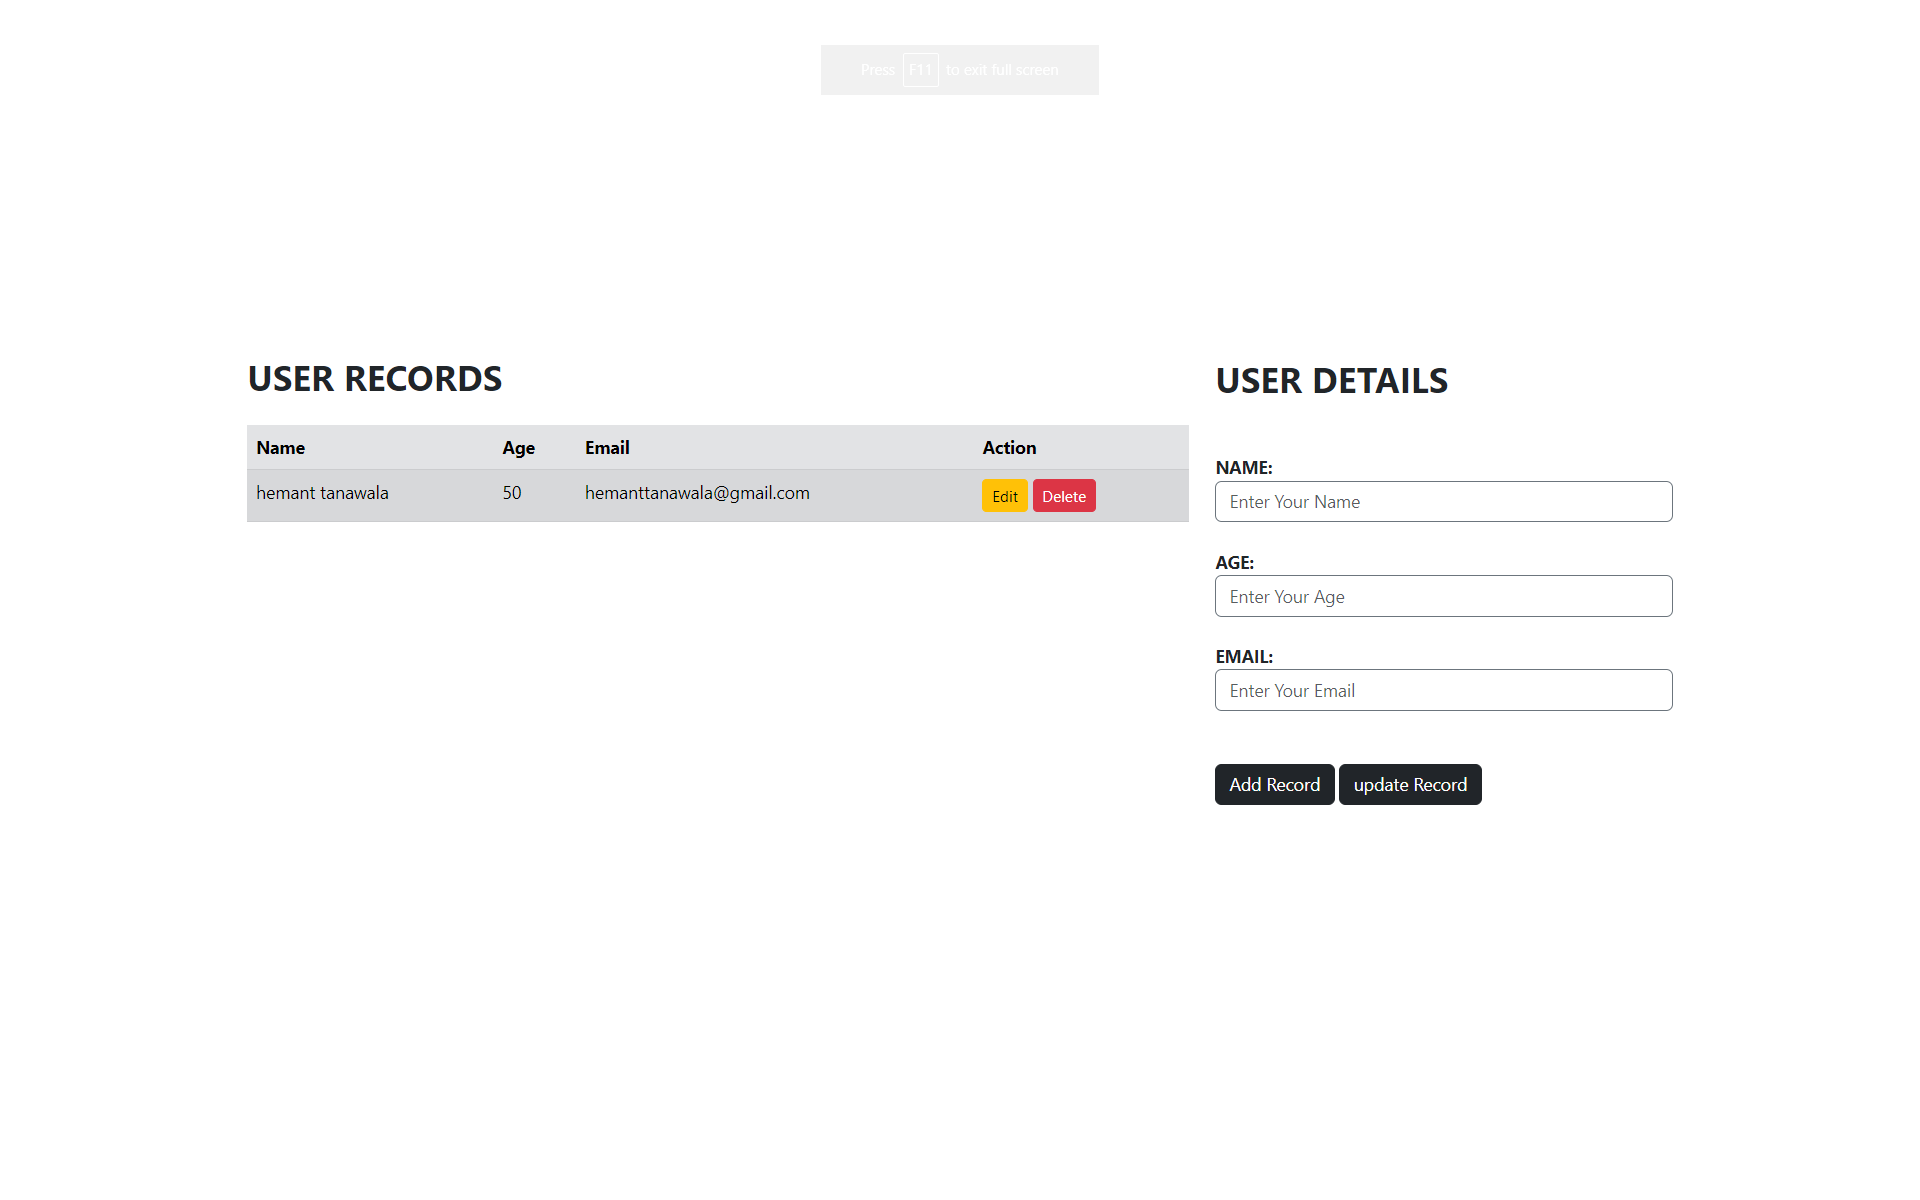 Press F11 to exit full screen
USER RECORDS
Name Age Email Action
hemant tanawala 50 hemanttanawala@gmail.com Edit Delete
USER DETAILS
NAME:
Enter Your Name
AGE:
Enter Your Age
EMAIL:
Enter Your Email
Add Record update Record